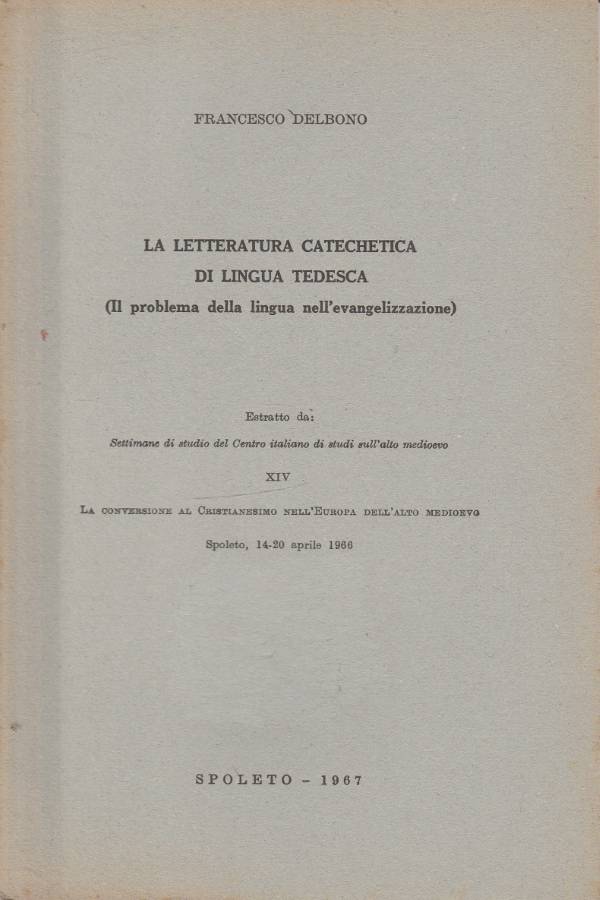 FRANCESCO DELBONO
LA LETTERATURA CATECHETICA
DI LINGUA TEDESCA
(Il problema della lingua nell'evangelizzazione)
Estratto da:
Settimane di studio del Centro italiano di studi sull'alto medioevo
XIV
LA CONVERSIONE AL CRISTIANESIMO NELL'EUROPA DELL'ALTO MEDIOEVO
Spoleto, 14-20 aprile 1966
SPOLETO - 1967